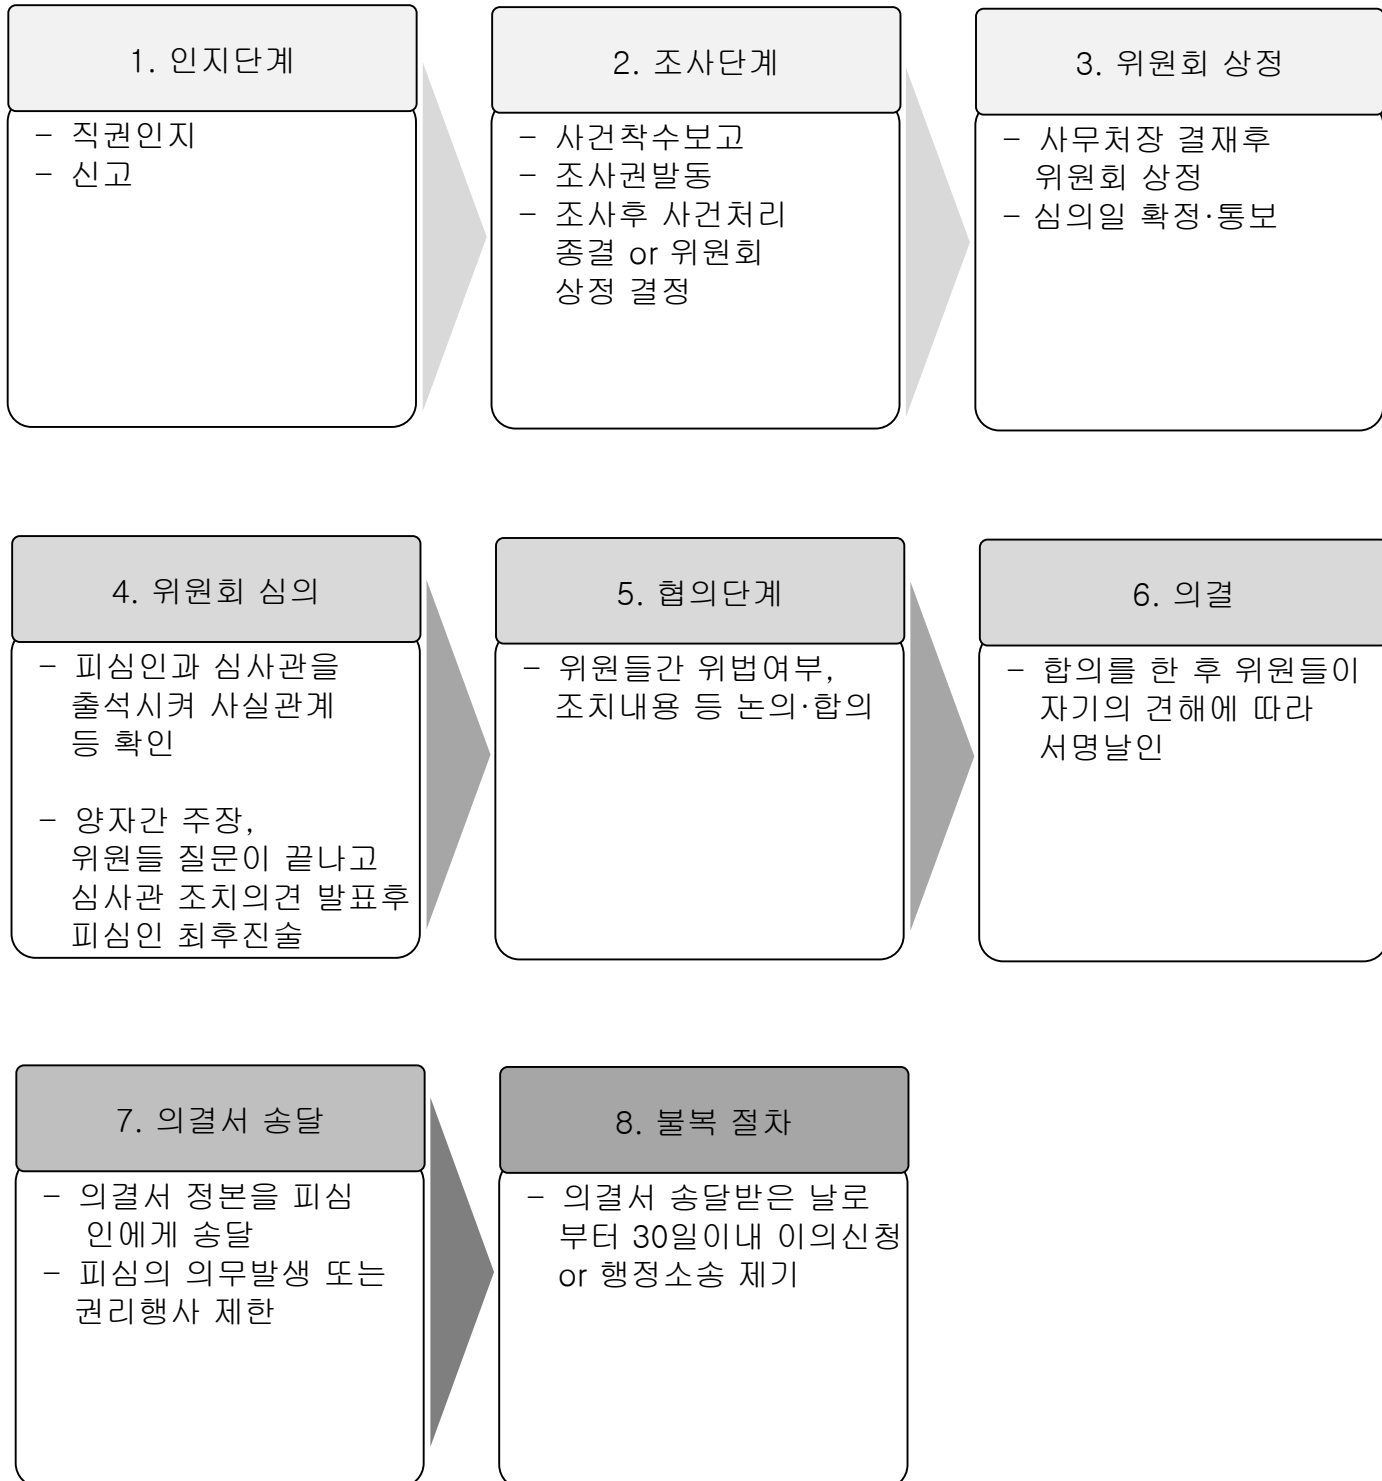 1. 인지단계
- 직권인지
- 신고
2. 조사단계
- 사건착수보고
- 조사권발동
- 조사후 사건처리
종결 or 위원회
상정 결정
3. 위원회 상정
- 사무처장 결재후
위원회 상정
- 심의일 확정·통보
4. 위원회 심의
- 피심인과 심사관을
출석시켜 사실관계
등 확인
- 양자간 주장,
위원들 질문이 끝나고
심사관 조치의견 발표후
피심인 최후진술
5. 협의단계
- 위원들간 위법여부,
조치내용 등 논의·합의
6. 의결
- 합의를 한 후 위원들이
자기의 견해에 따라
서명날인
7. 의결서 송달
- 의결서 정본을 피심
인에게 송달
- 피심의 의무발생 또는
권리행사 제한
8. 불복 절차
- 의결서 송달받은 날로
부터 30일이내 이의신청
or 행정소송 제기